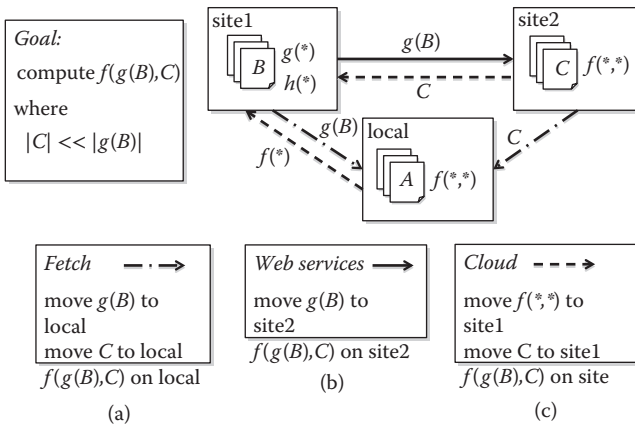 Goal:
compute f(g(B),C)
where
|C| << |g(B)|
site1
B
g(*)
h(*)
g(B)
C
site2
C
f(*,*)
g(B)
f(*)
C
local
A
f(*,*)
Fetch
move g(B) to
local
move C to local
f(g(B),C) on local
(a)
Web services
move g(B) to
site2
f(g(B),C) on site2
(b)
Cloud
move f(*,*) to
site1
move C to site1
f(g(B),C) on site
(c)